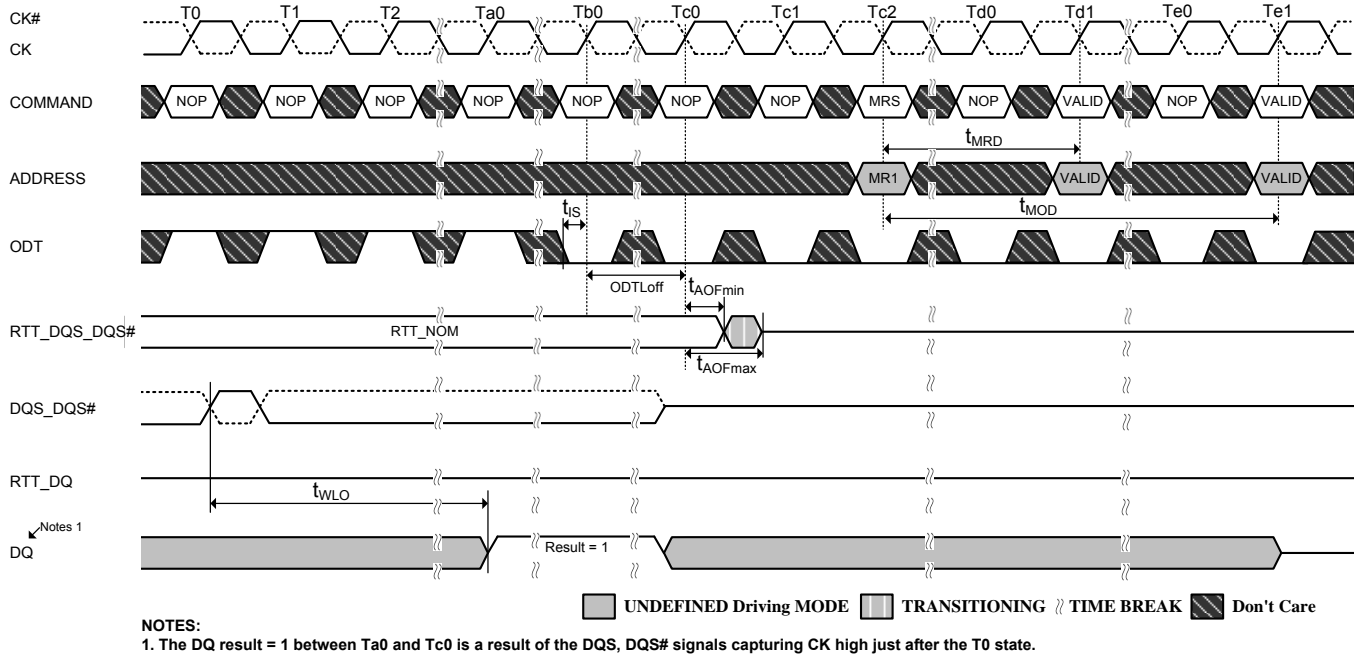 CK#
T0 T1 T2 Ta0 Tb0 Tc0 Tc1 Tc2 Td0 Td1 Te0 Te1
CK
COMMAND NOP NOP NOP NOP NOP NOP NOP MRS NOP VALID NOP VALID
tMRD
ADDRESS MR1 VALID VALID
tIS
tMOD
ODT
ODTLoff
tAOFmin
RTT_DQS_DQS# RTT_NOM
tAOFmax
DQS_DQS#
RTT_DQ
tWLO
Notes 1
DQ
Result = 1
UNDEFINED Driving MODE TRANSITIONING TIME BREAK Don't Care
NOTES:
1. The DQ result = 1 between Ta0 and Tc0 is a result of the DQS, DQS# signals capturing CK high just after the T0 state.